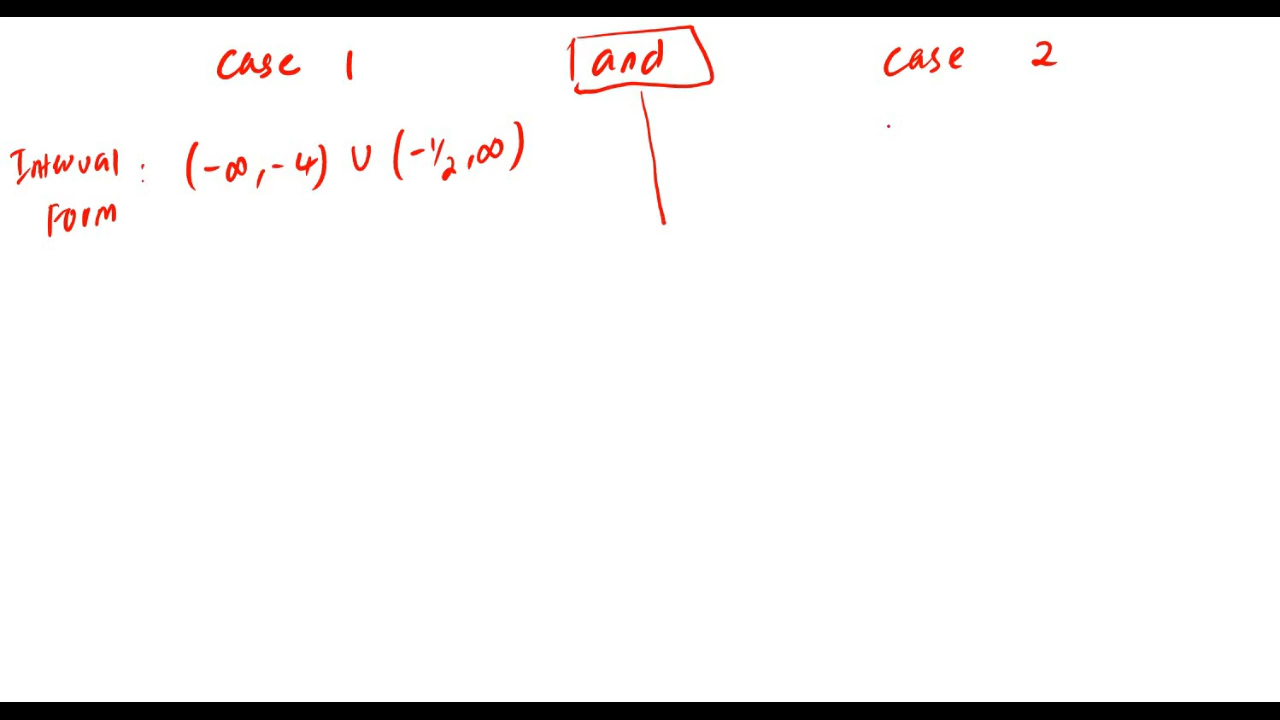 case 1 and case 2
Interval : (-∞, -4) ∪ (-1/2, ∞)
Form